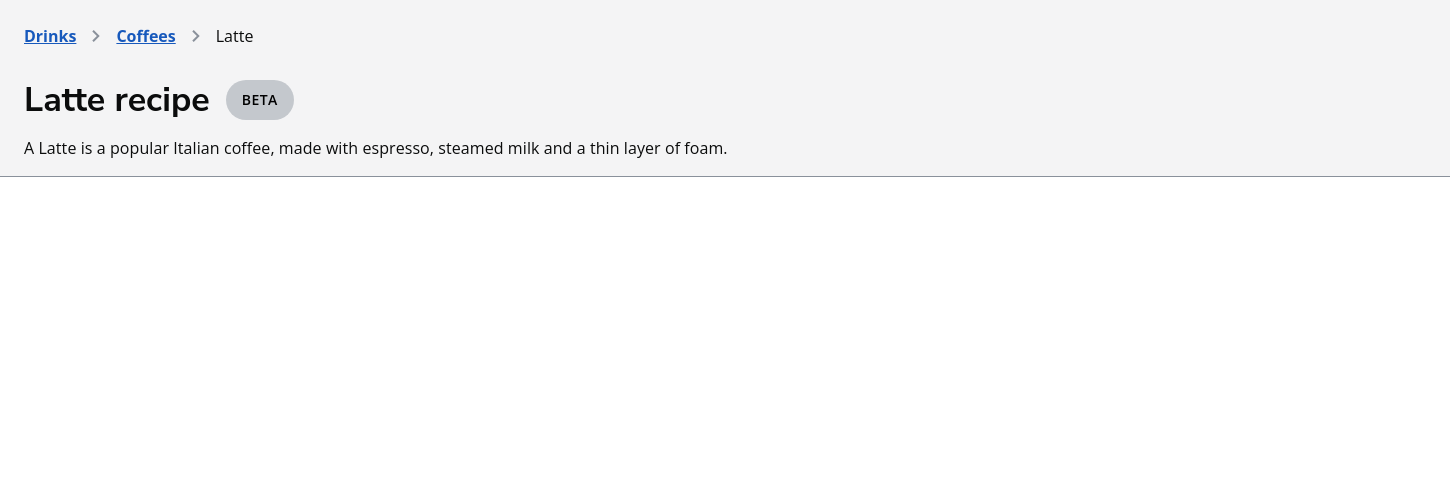 Drinks > Coffees > Latte
Latte recipe BETA
A Latte is a popular Italian coffee, made with espresso, steamed milk and a thin layer of foam.